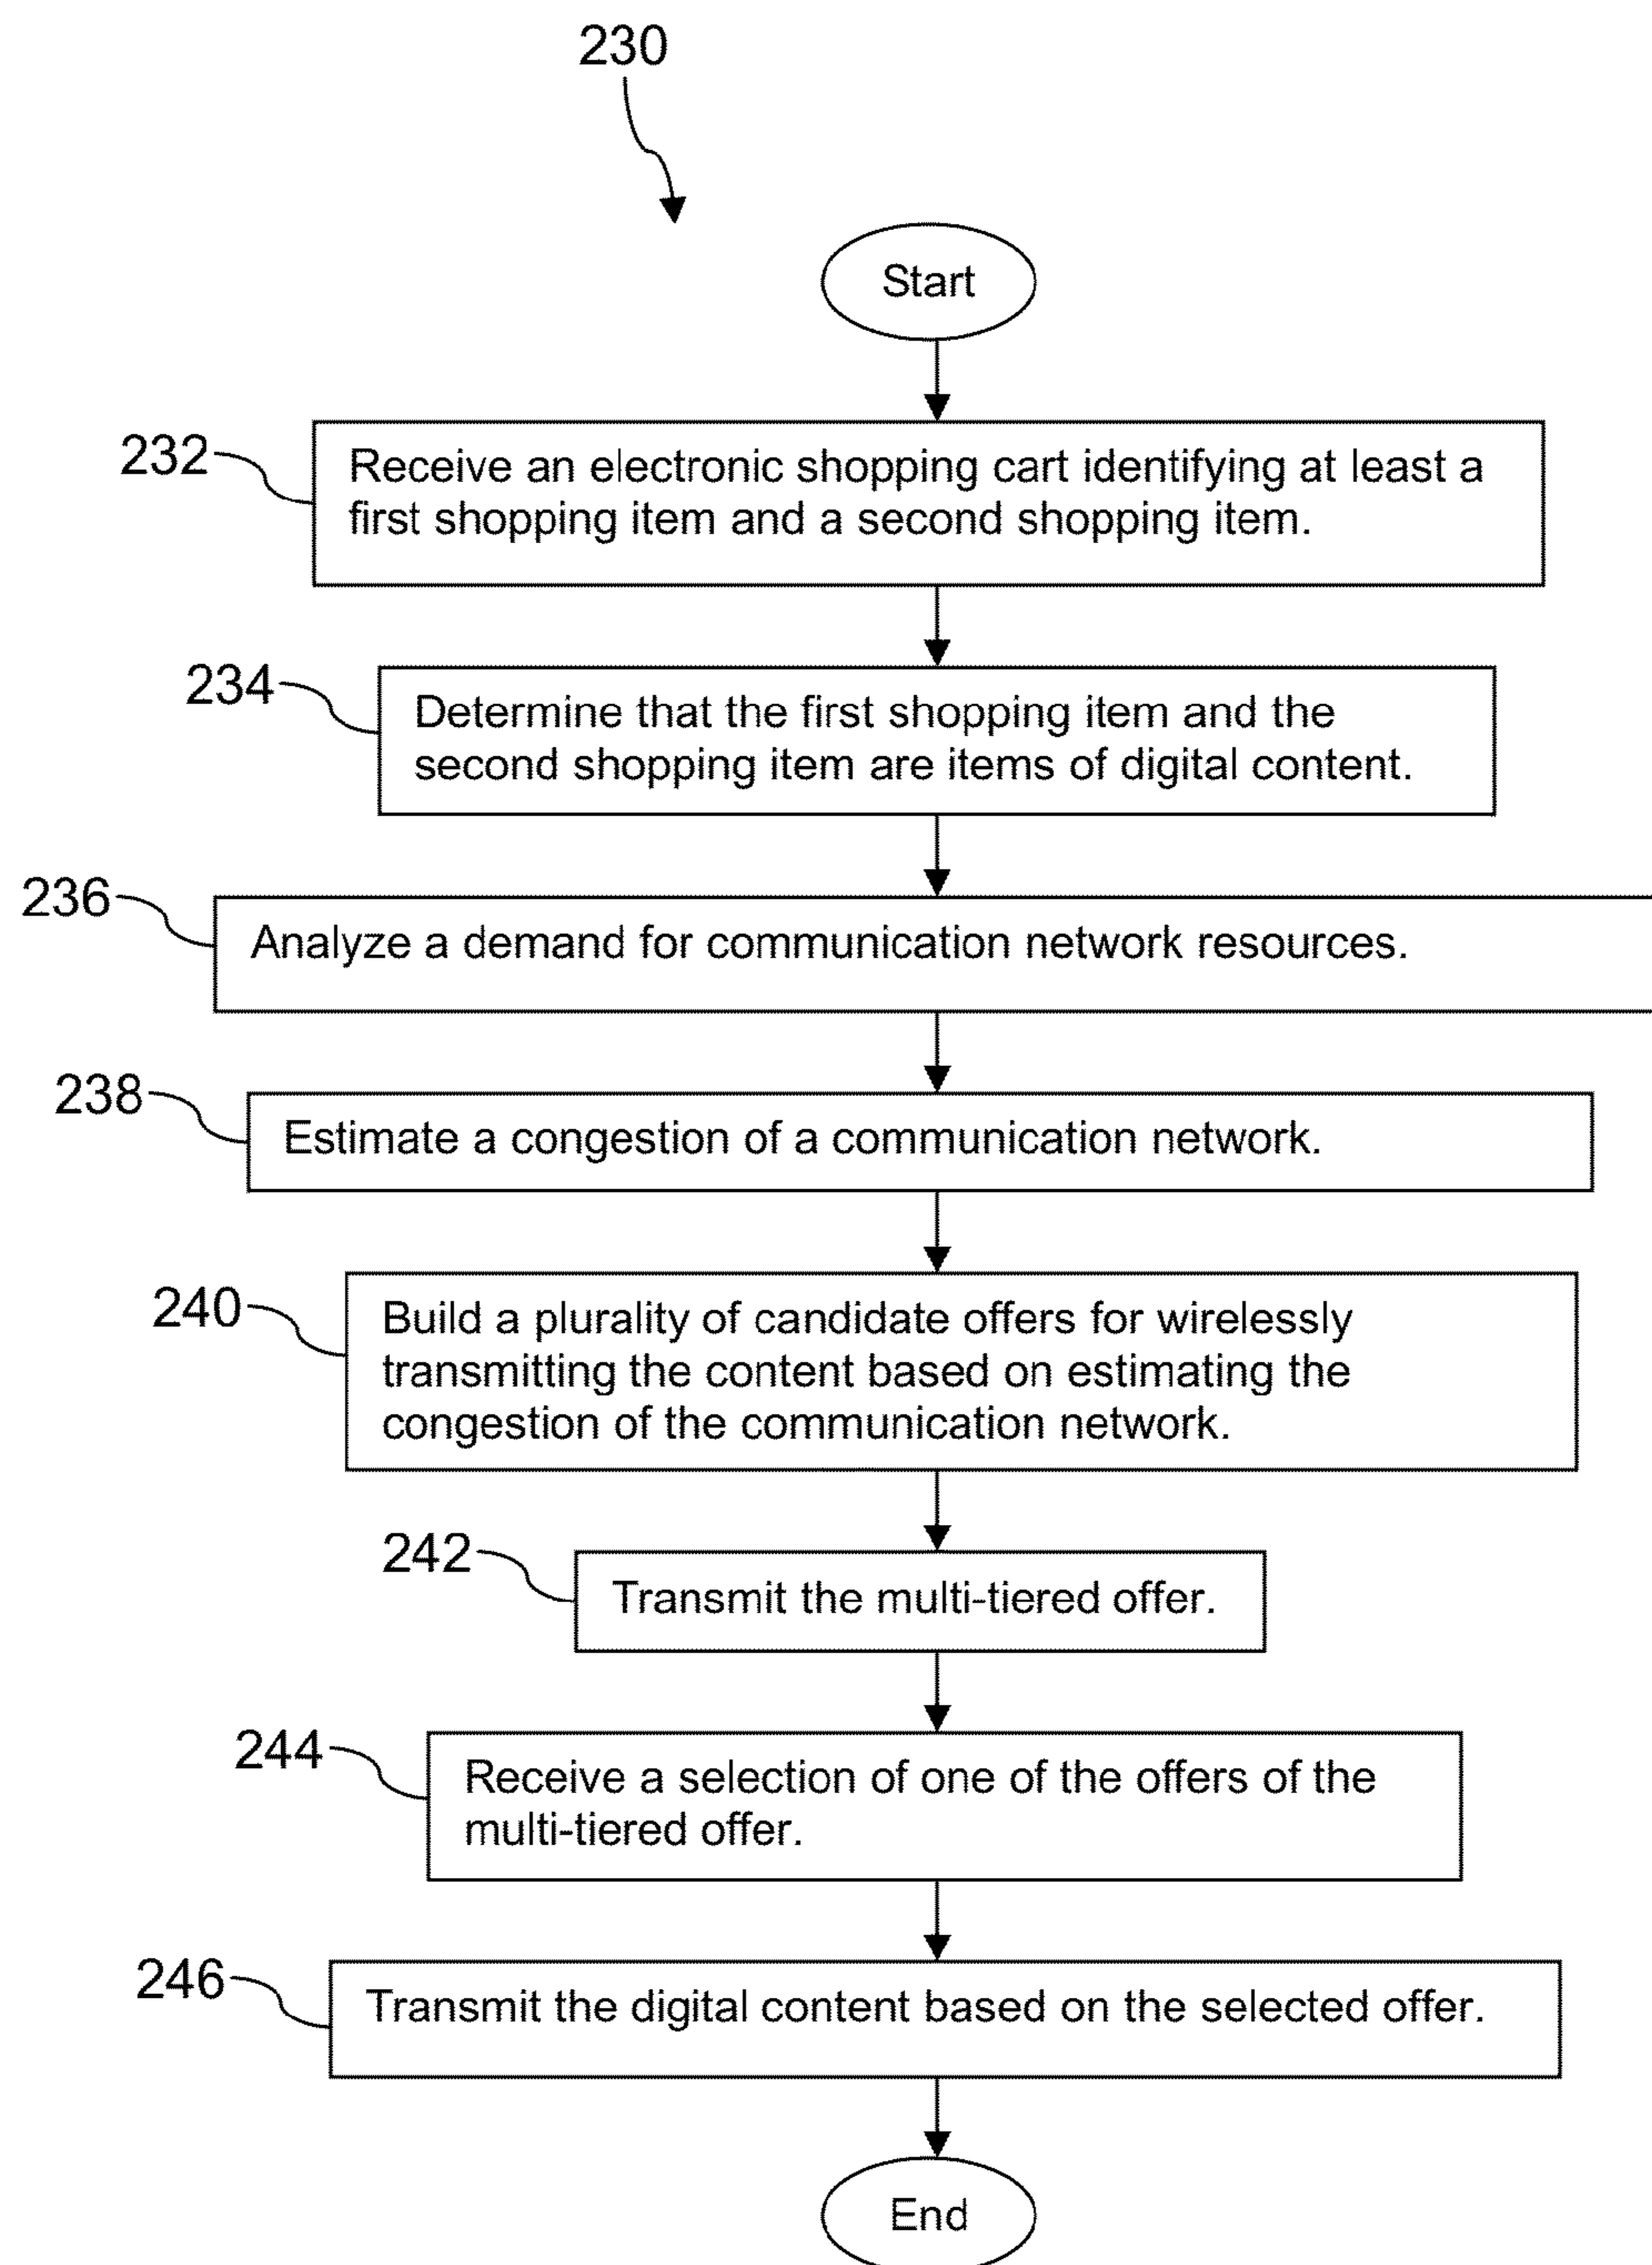 230
Start
232
Receive an electronic shopping cart identifying at least a
first shopping item and a second shopping item.
234
Determine that the first shopping item and the
second shopping item are items of digital content.
236
Analyze a demand for communication network resources.
238
Estimate a congestion of a communication network.
240
Build a plurality of candidate offers for wirelessly
transmitting the content based on estimating the
congestion of the communication network.
242
Transmit the multi-tiered offer.
244
Receive a selection of one of the offers of the
multi-tiered offer.
246
Transmit the digital content based on the selected offer.
End